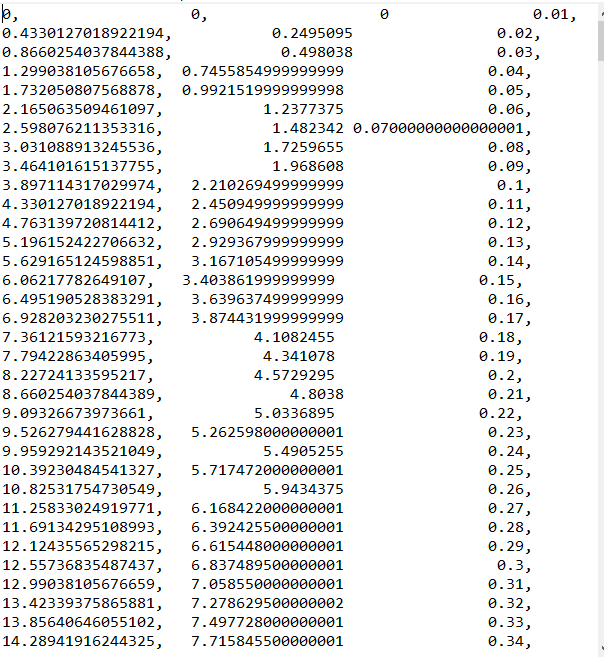 0, 0, 0 0.01,
0.4330127018922194, 0.2495095 0.02,
0.8660254037844388, 0.498038 0.03,
1.299038105676658, 0.7455854999999999 0.04,
1.732050807568878, 0.9921519999999998 0.05,
2.165063509461097, 1.2377375 0.06,
2.598076211353316, 1.482342 0.07000000000000001,
3.031088913245536, 1.7259655 0.08,
3.464101615137755, 1.968608 0.09,
3.897114317029974, 2.210269499999999 0.1,
4.330127018922194, 2.450949999999999 0.11,
4.763139720814412, 2.690649499999999 0.12,
5.196152422706632, 2.929367999999999 0.13,
5.629165124598851, 3.167105499999999 0.14,
6.06217782649107, 3.403861999999999 0.15,
6.495190528383291, 3.639637499999999 0.16,
6.928203230275511, 3.874431999999999 0.17,
7.36121593216773, 4.1082455 0.18,
7.79422863405995, 4.341078 0.19,
8.22724133595217, 4.5729295 0.2,
8.660254037844389, 4.8038 0.21,
9.09326673973661, 5.0336895 0.22,
9.526279441628828, 5.262598000000001 0.23,
9.959292143521049, 5.4905255 0.24,
10.39230484541327, 5.717472000000001 0.25,
10.82531754730549, 5.9434375 0.26,
11.25833024919771, 6.168422000000001 0.27,
11.69134295108993, 6.392425500000001 0.28,
12.12435565298215, 6.615448000000001 0.29,
12.55736835487437, 6.837489500000001 0.3,
12.99038105676659, 7.058550000000001 0.31,
13.42339375865881, 7.278629500000002 0.32,
13.85640646055102, 7.497728000000001 0.33,
14.28941916244325, 7.715845500000001 0.34,